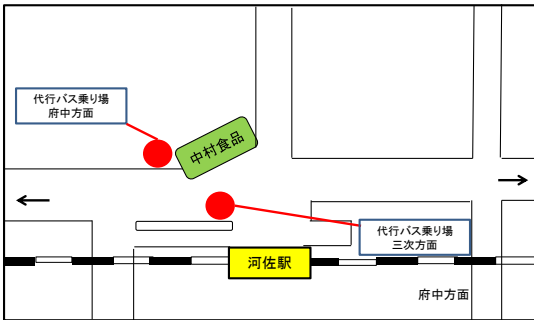 代行バス乗り場
府中方面
中村食品
代行バス乗り場
三次方面
河佐駅
府中方面